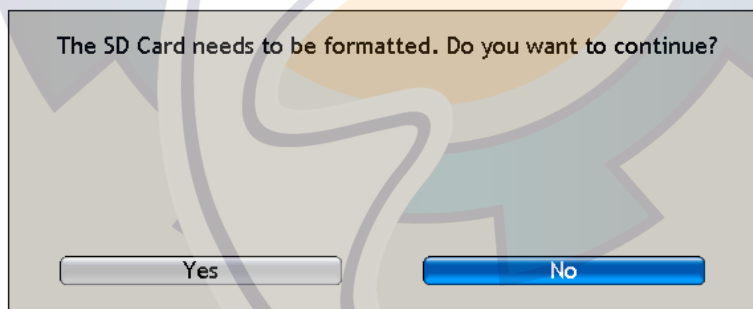 The SD Card needs to be formatted. Do you want to continue?
Yes
No